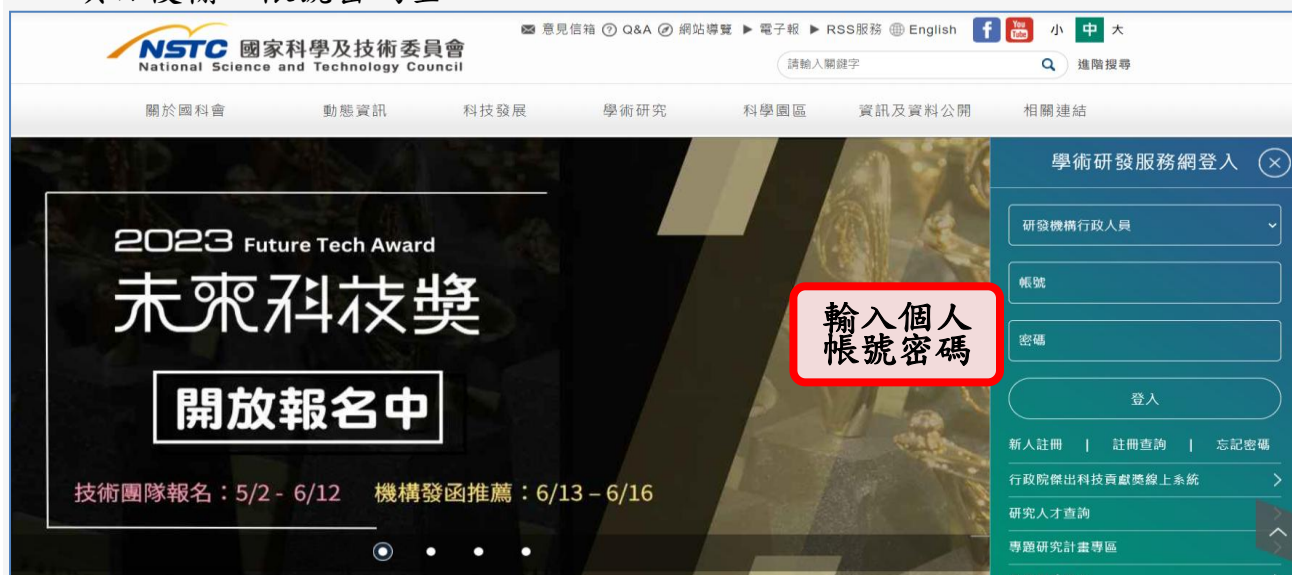 意見信箱 Q&A 網站導覽 ▶ 電子報 ▶ RSS服務 English f You Tube 小 中 大
NSTC 國家科學及技術委員會
National Science and Technology Council
請輸入關鍵字 進階搜尋
關於國科會 動態資訊 科技發展 學術研究 科學園區 資訊及資料公開 相關連結
學術研發服務網登入
研發機構行政人員
帳號
密碼
登入
新人註冊 | 註冊查詢 | 忘記密碼
行政院傑出科技貢獻獎線上系統
研究人才查詢
專題研究計畫專區
2023 Future Tech Award
未來科技獎
開放報名中
技術團隊報名：5/2 - 6/12 機構發函推薦：6/13 – 6/16
輸入個人
帳號密碼